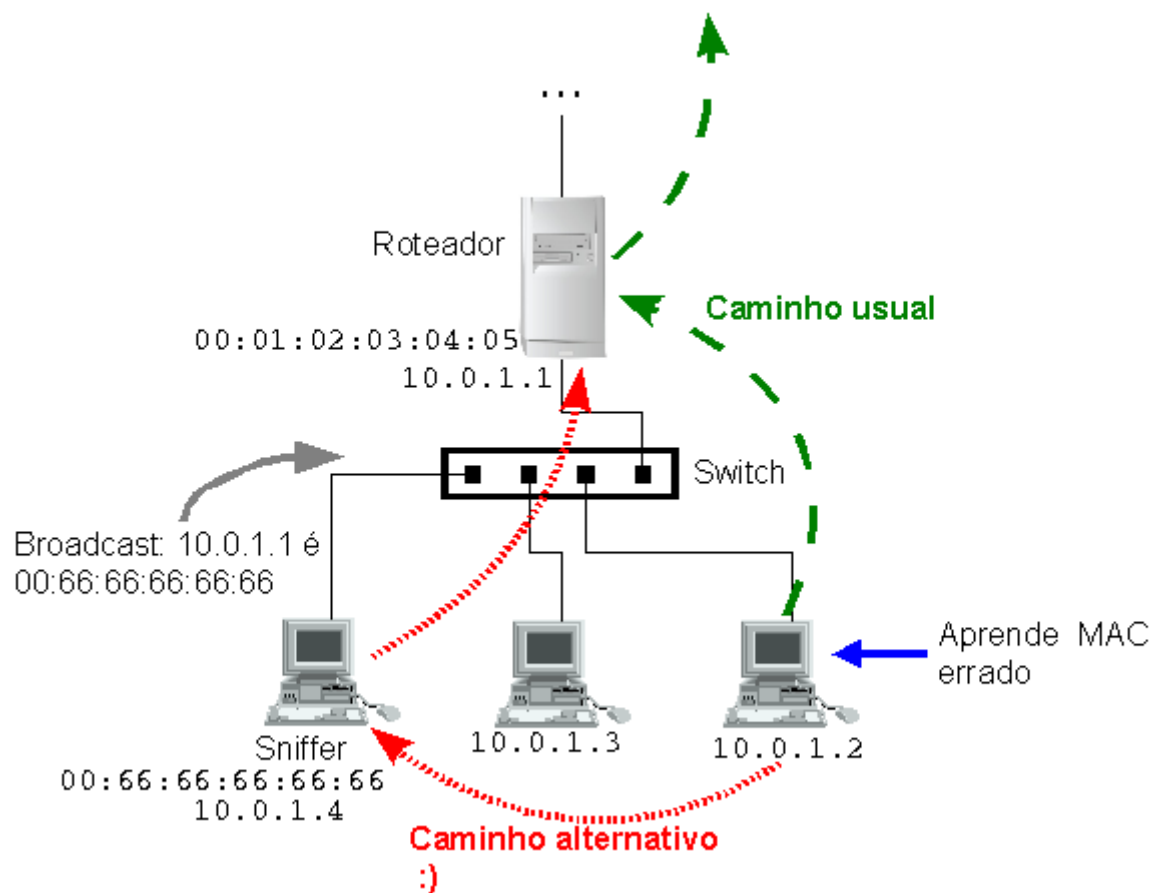 ...
Roteador
Caminho usual
00:01:02:03:04:05
10.0.1.1
Switch
Broadcast: 10.0.1.1 é
00:66:66:66:66:66
Aprende MAC
errado
10.0.1.3
10.0.1.2
Sniffer
00:66:66:66:66:66
10.0.1.4
Caminho alternativo
:)